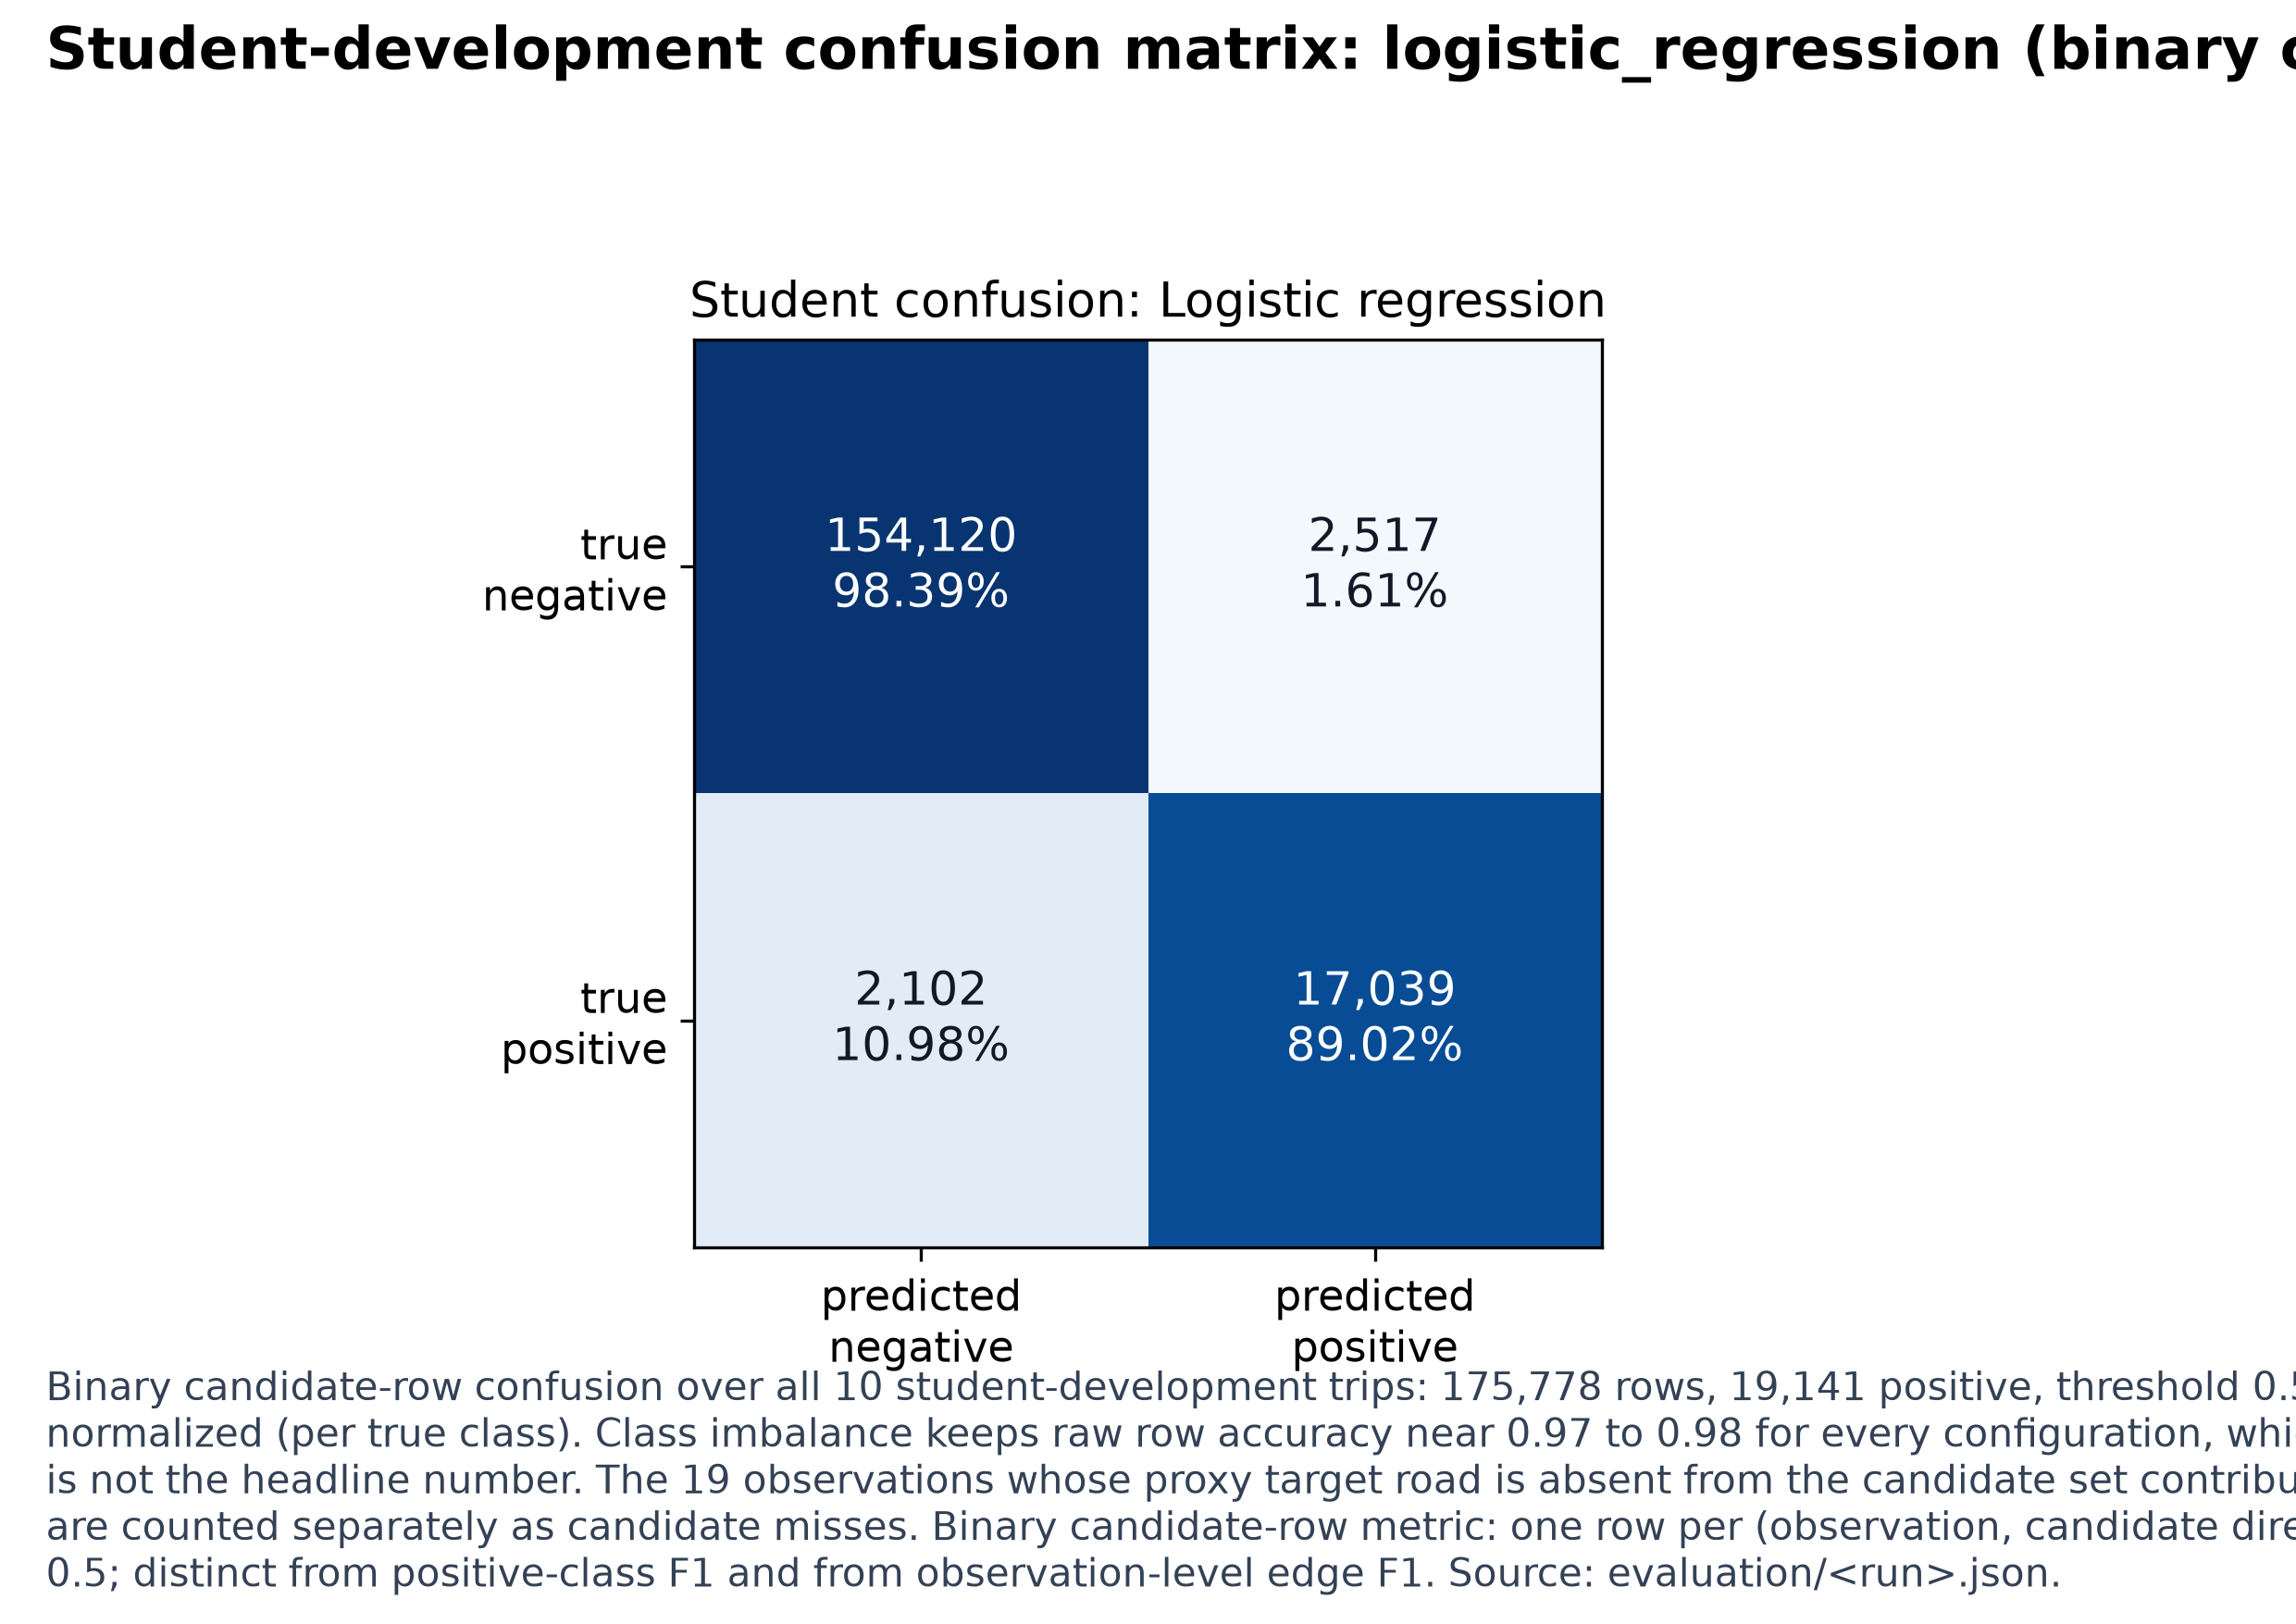 Student-development confusion matrix: logistic_regression (binary
Student confusion: Logistic regression
true
negative
154,120
98.39%
2,517
1.61%
true
positive
2,102
10.98%
17,039
89.02%
predicted
negative
predicted
positive
Binary candidate-row confusion over all 10 student-development trips: 175,778 rows, 19,141 positive, threshold 0.5
normalized (per true class). Class imbalance keeps raw row accuracy near 0.97 to 0.98 for every configuration,
is not the headline number. The 19 observations whose proxy target road is absent from the candidate set
are counted separately as candidate misses. Binary candidate-row metric: one row per (observation, candidate
0.5; distinct from positive-class F1 and from observation-level edge F1. Source: evaluation/<run>.json.